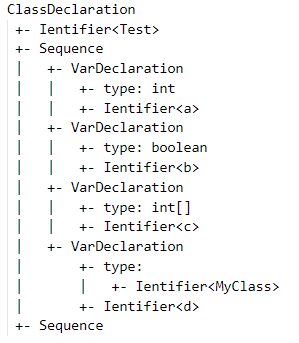 ClassDeclaration
+- Ientifier<Test>
+- Sequence
|   +- VarDeclaration
|   |   +- type: int
|   |   +- Ientifier<a>
|   +- VarDeclaration
|   |   +- type: boolean
|   |   +- Ientifier<b>
|   +- VarDeclaration
|   |   +- type: int[]
|   |   +- Ientifier<c>
|   +- VarDeclaration
|       +- type:
|       |   +- Ientifier<MyClass>
|       +- Ientifier<d>
+- Sequence